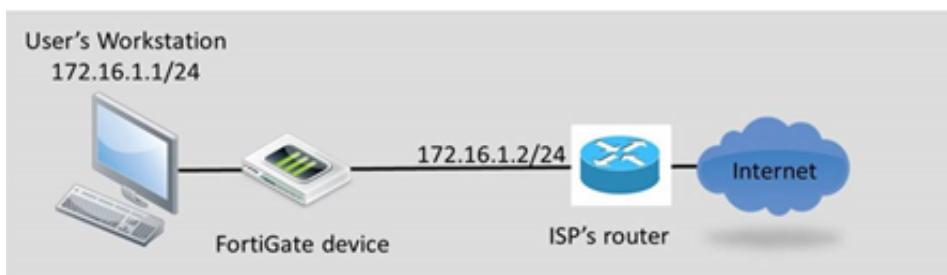 User's Workstation
172.16.1.1/24
172.16.1.2/24
Internet
FortiGate device
ISP's router